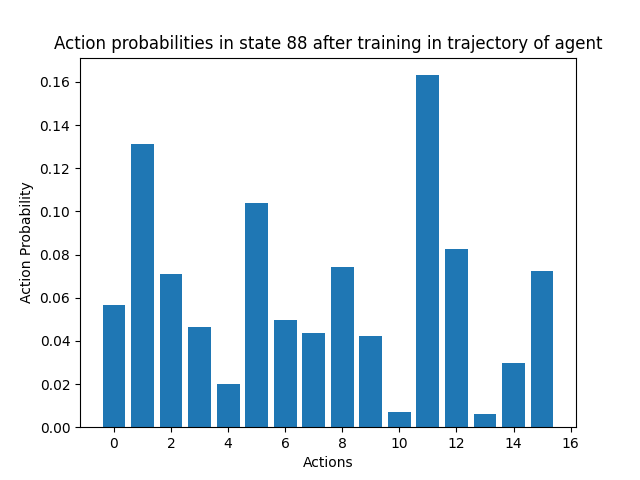 Action probabilities in state 88 after training in trajectory of agent
0.16
0.14
0.12
0.10
0.08
0.06
0.04
0.02
0.00
Action Probability
0 2 4 6 8 10 12 14 16
Actions